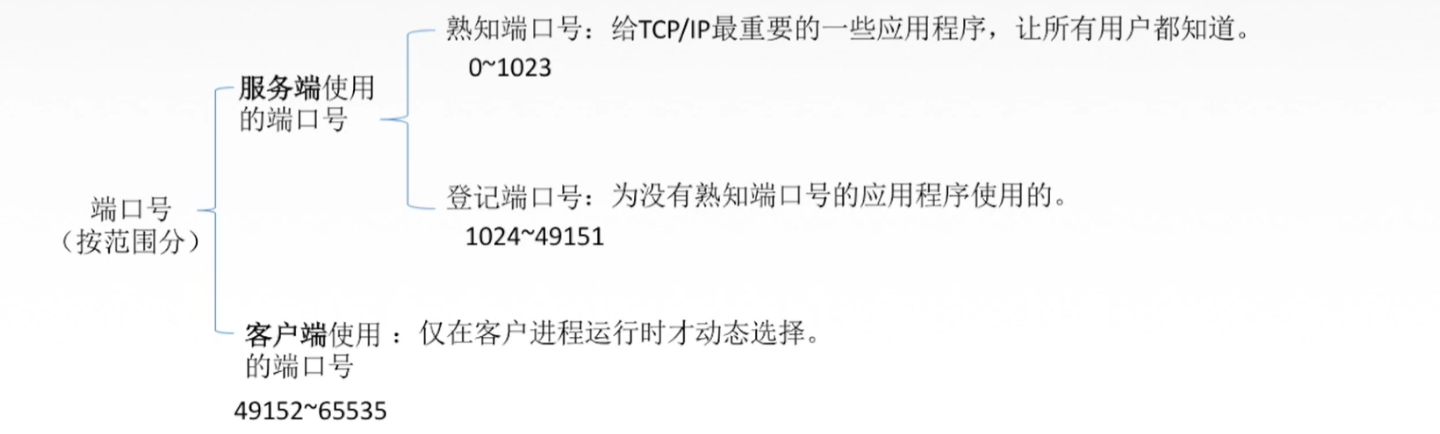 熟知端口号：给TCP/IP最重要的一些应用程序，让所有用户都知道。
0~1023
服务端使用
的端口号
登记端口号：为没有熟知端口号的应用程序使用的。
1024~49151
端口号
（按范围分）
客户端使用：仅在客户进程运行时才动态选择。
的端口号
49152~65535